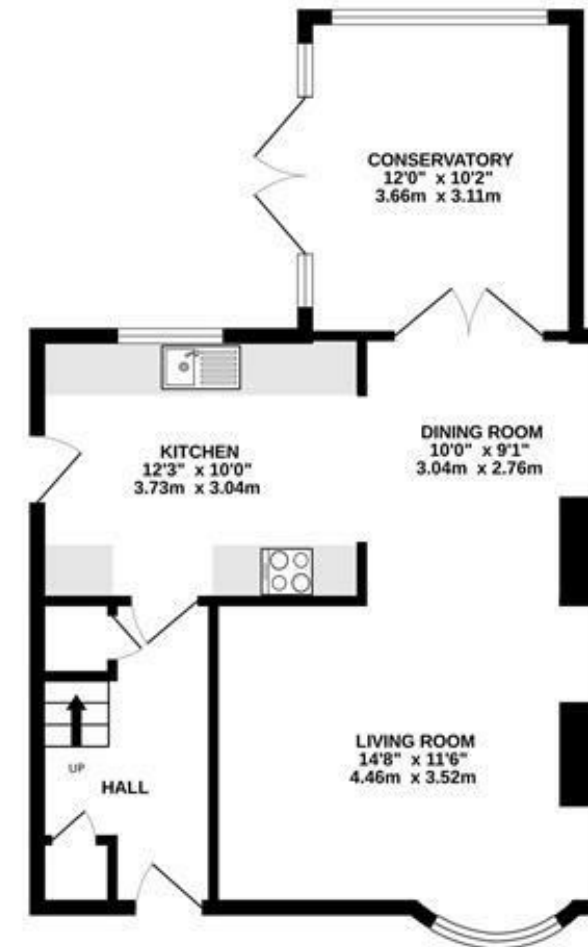 CONSERVATORY
12'0" x 10'2"
3.66m x 3.11m
KITCHEN
12'3" x 10'0"
3.73m x 3.04m
DINING ROOM
10'0" x 9'1"
3.04m x 2.76m
LIVING ROOM
14'8" x 11'6"
4.46m x 3.52m
UP
HALL